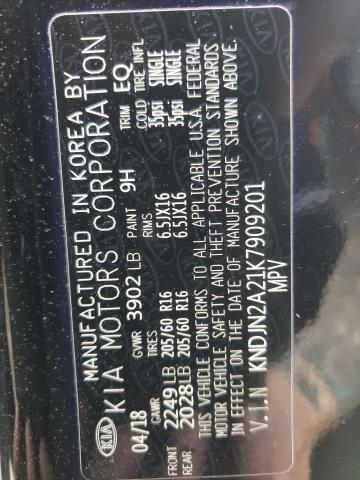 MANUFACTURED IN KOREA BY
KIA KIA MOTORS CORPORATION
04/18 GVWR 3902 LB PAINT 9H TRIM EQ
GAWR TIRES RIMS COLD TIRE INFL
FRONT 2249 LB 205/60 R16 6.5JX16 35psi SINGLE
REAR 2028 LB 205/60 R16 6.5JX16 35psi SINGLE
THIS VEHICLE CONFORMS TO ALL APPLICABLE U.S.A. FEDERAL
MOTOR VEHICLE SAFETY AND THEFT PREVENTION STANDARDS
IN EFFECT ON THE DATE OF MANUFACTURE SHOWN ABOVE.
V.I.N KNDJN2A21K7909201
MPV